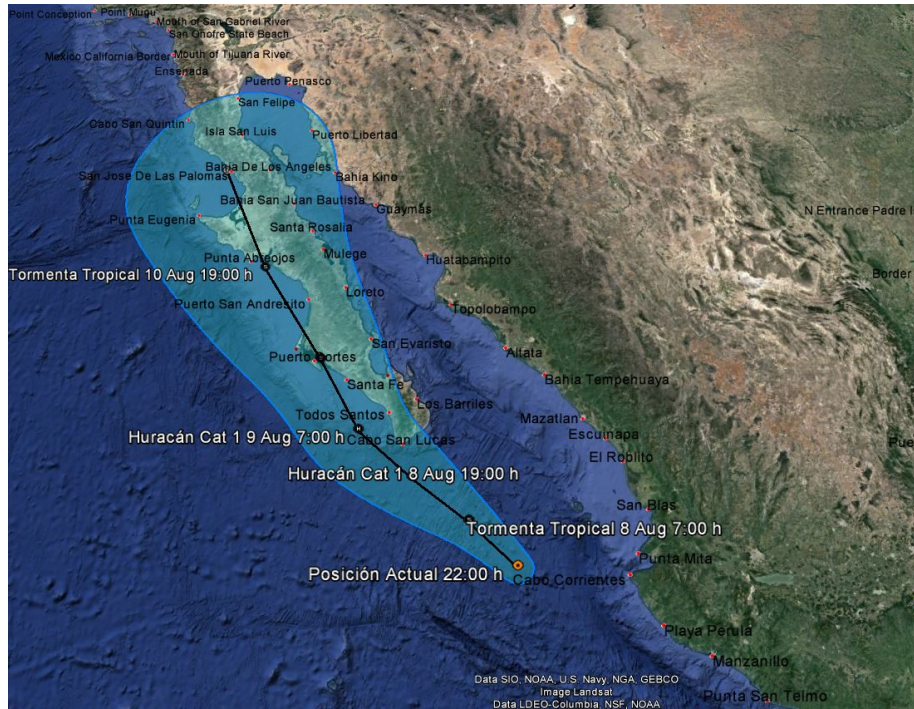 Point Conception
Point Mugu
Mouth of San Gabriel River
San Onofre State Beach
Mexico California Border
Mouth of Tijuana River
Ensenada
Puerto Penasco
San Felipe
Cabo San Quintin
Isla San Luis
Puerto Libertad
Bahia De Los Angeles
San Jose De Las Palomas
Bahia Kino
Bahia San Juan Bautista
Guaymas
N Entrance Padre I
Punta Eugenia
Santa Rosalia
Mulege
Punta Abreojos
Huatabampito
Tormenta Tropical 10 Aug 19:00 h
Border
Loreto
Puerto San Andresito
Topolobampo
San Evaristo
Puerto Cortes
Altata
Santa Fe
Bahia Tempehuaya
Los Barriles
Todos Santos
Mazatlan
Huracán Cat 1 9 Aug 7:00 h
Cabo San Lucas
Escuinapa
Pue
El Roblito
Huracán Cat 1 8 Aug 19:00 h
San Blas
Tormenta Tropical 8 Aug 7:00 h
Punta Mita
Posición Actual 22:00 h
Cabo Corrientes
Playa Perula
Manzanillo
Data SIO, NOAA, U.S. Navy, NGA, GEBCO
Image Landsat
Data LDEO-Columbia, NSF, NOAA
Punta San Telmo